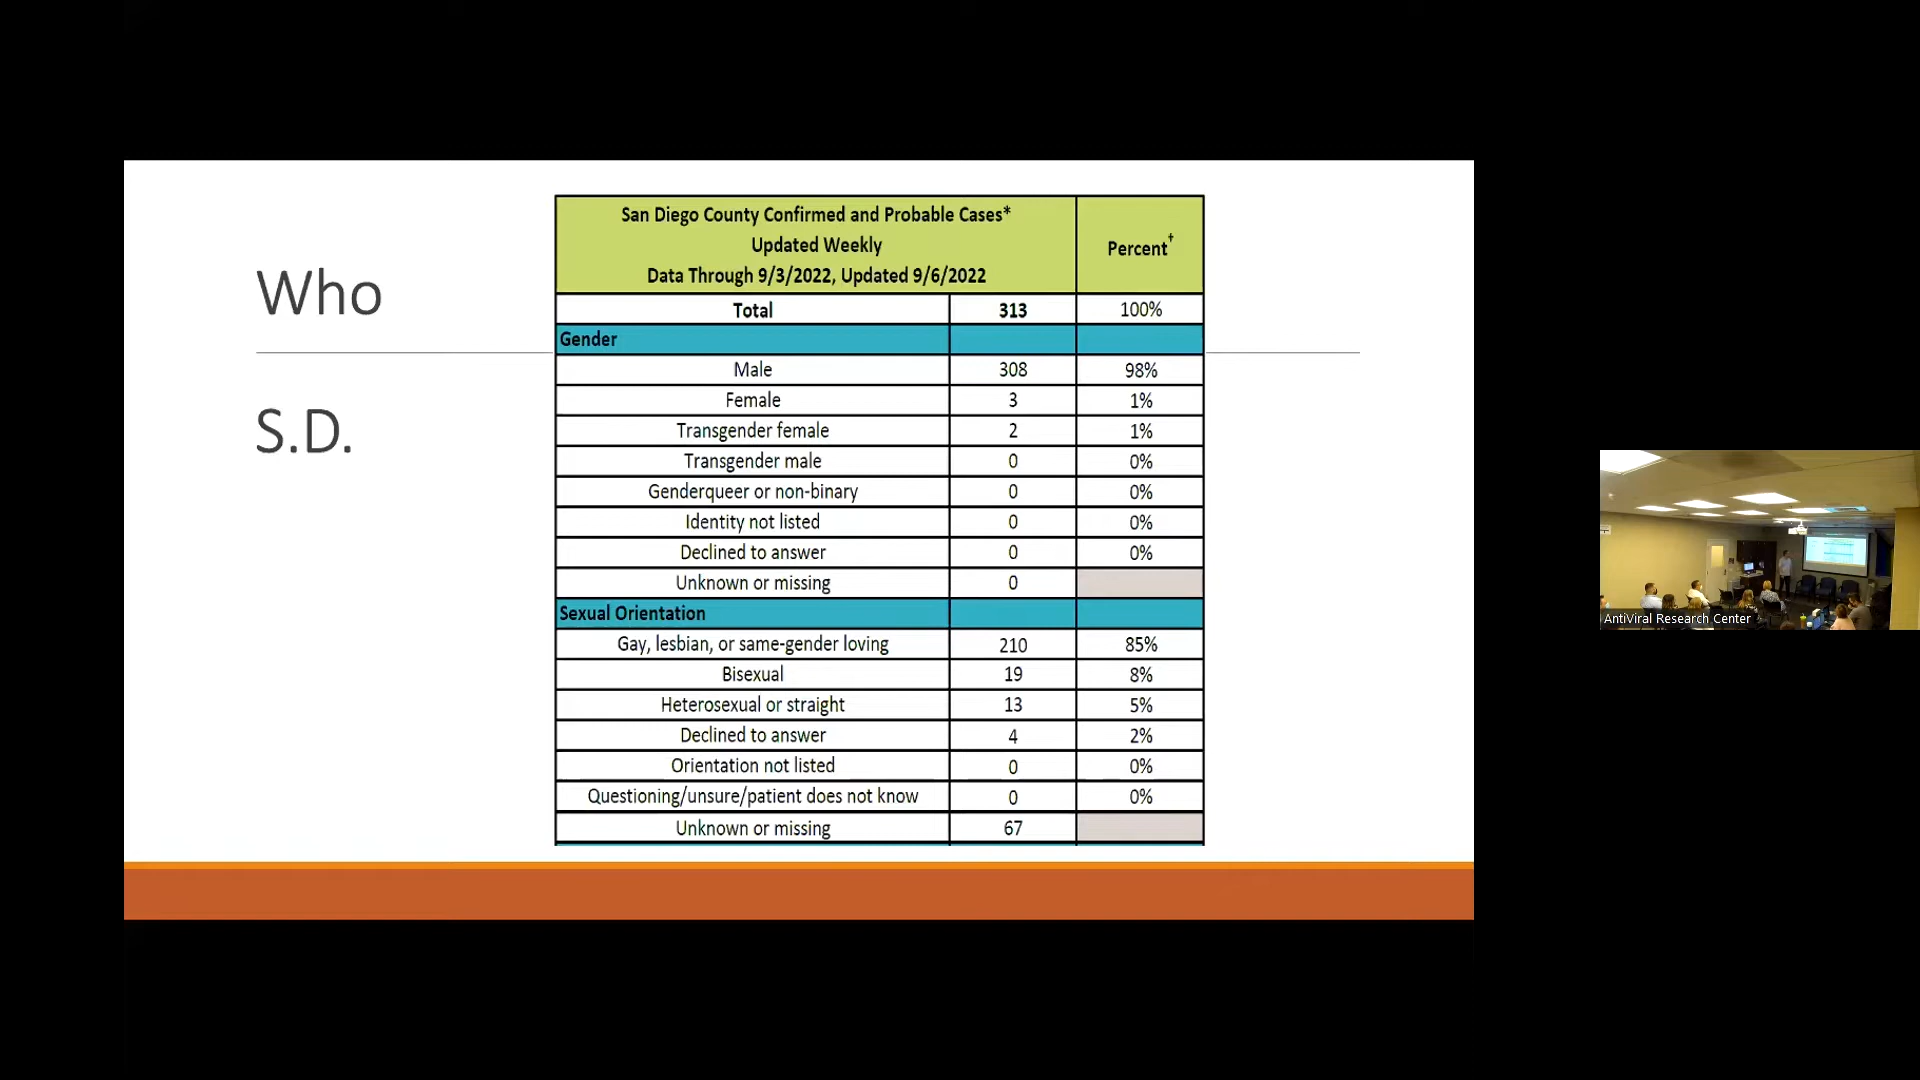 Who
S.D.
San Diego County Confirmed and Probable Cases*
Updated Weekly
Data Through 9/3/2022, Updated 9/6/2022
Percent†
Total 313 100%
Gender
Male 308 98%
Female 3 1%
Transgender female 2 1%
Transgender male 0 0%
Genderqueer or non-binary 0 0%
Identity not listed 0 0%
Declined to answer 0 0%
Unknown or missing 0
Sexual Orientation
Gay, lesbian, or same-gender loving 210 85%
Bisexual 19 8%
Heterosexual or straight 13 5%
Declined to answer 4 2%
Orientation not listed 0 0%
Questioning/unsure/patient does not know 0 0%
Unknown or missing 67
AntiViral Research Center